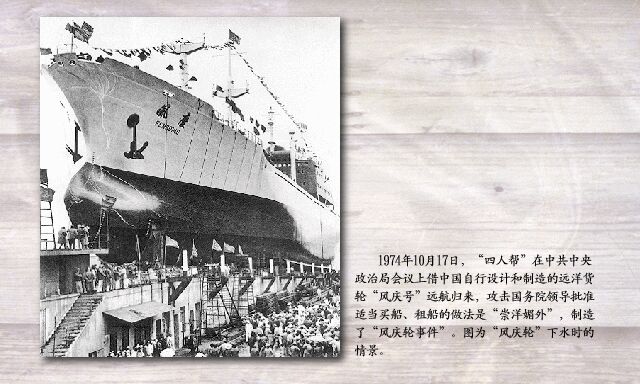 风庆
1974年10月17日，“四人帮”在中共中央
政治局会议上借中国自行设计和制造的远洋货
轮“风庆号”远航归来，攻击国务院领导批准
适当买船、租船的做法是“崇洋媚外”，制造
了“风庆轮事件”。图为“风庆轮”下水时的
情景。